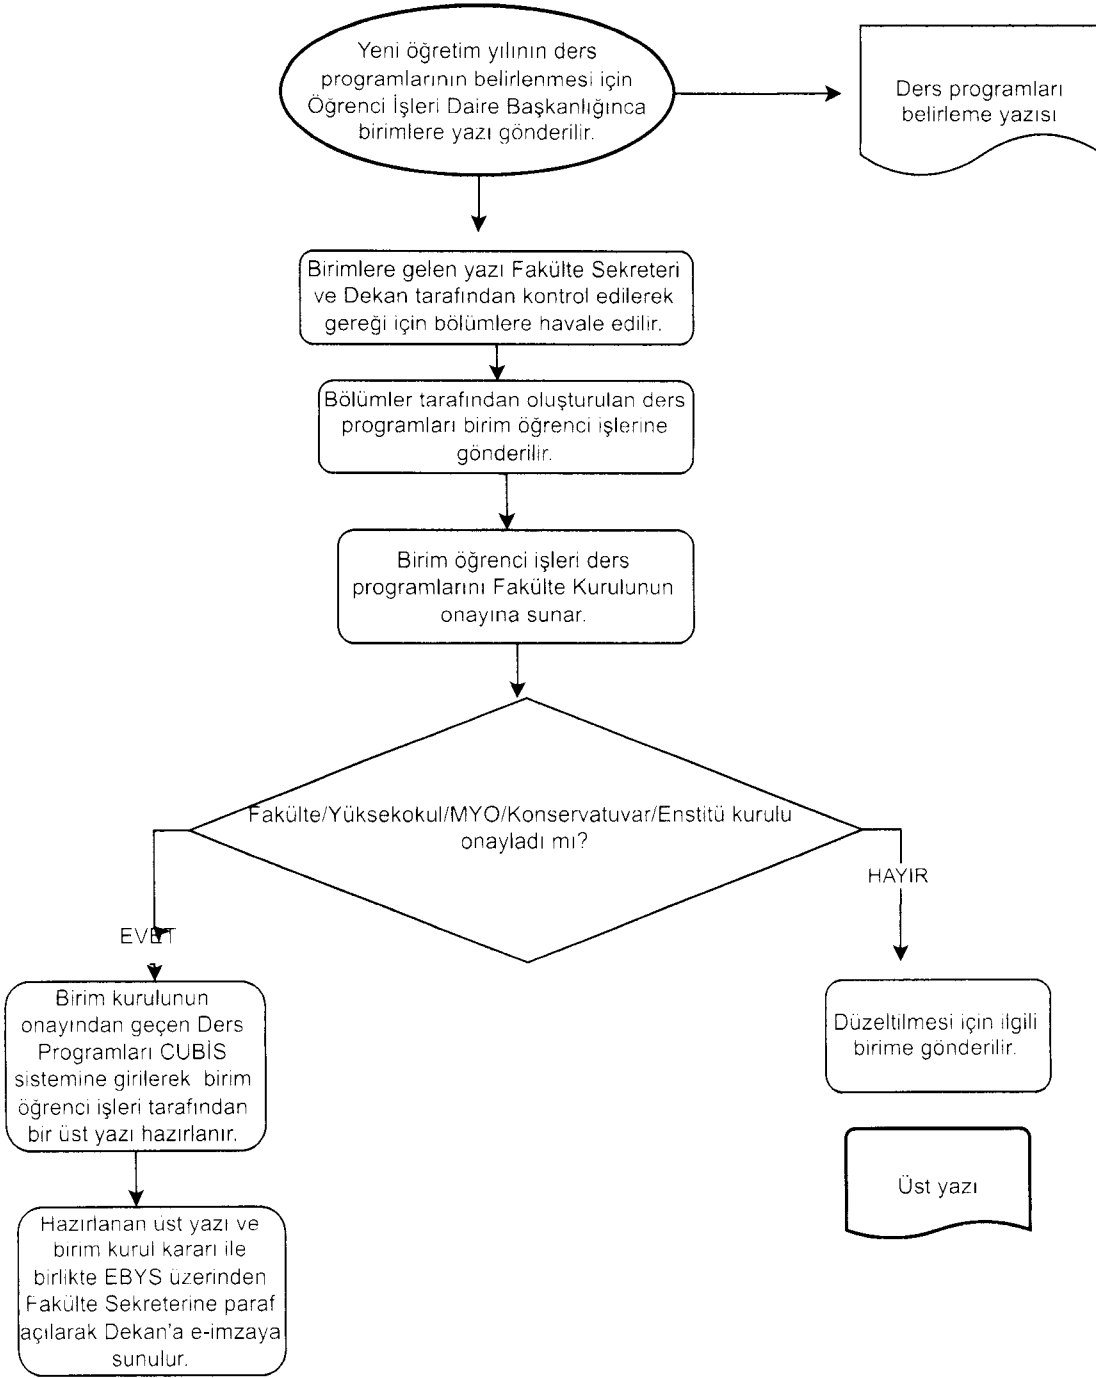 Yeni öğretim yılının ders
programlarının belirlenmesi için
Öğrenci İşleri Daire Başkanlığınca
birimlere yazı gönderilir.
Ders programları
belirleme yazısı
Birimlere gelen yazı Fakülte Sekreteri
ve Dekan tarafından kontrol edilerek
gereği için bölümlere havale edilir.
Bölümler tarafından oluşturulan ders
programları birim öğrenci işlerine
gönderilir.
Birim öğrenci işleri ders
programlarını Fakülte Kurulunun
onayına sunar.
Fakülte/Yüksekokul/MYO/Konservatuvar/Enstitü kurulu
onayladı mı?
HAYIR
EVET
Birim kurulunun
onayından geçen Ders
Programları CUBİS
sistemine girilerek birim
öğrenci işleri tarafından
bir üst yazı hazırlanır.
Düzeltilmesi için ilgili
birime gönderilir.
Üst yazı
Hazırlanan üst yazı ve
birim kurul kararı ile
birlikte EBYS üzerinden
Fakülte Sekreterine paraf
açılarak Dekan'a e-imzaya
sunulur.